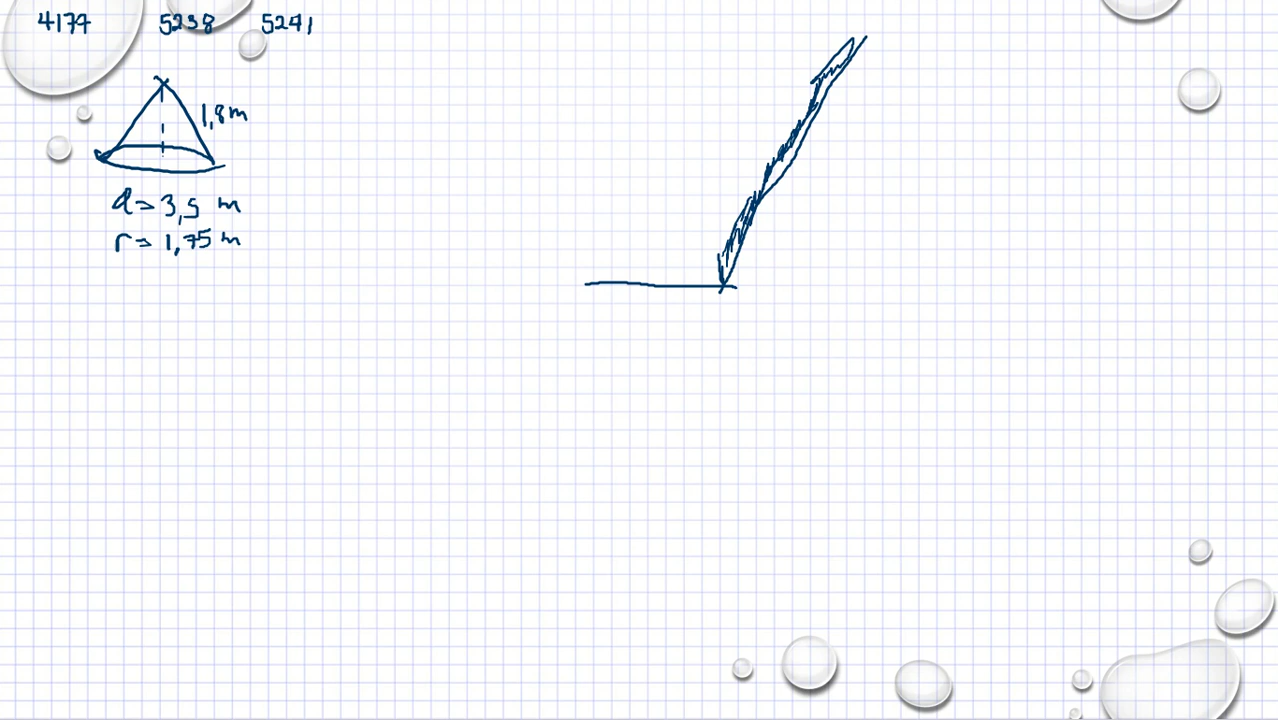 4174 5238 5241
1,8m
d = 3,5 m
r = 1,75 m